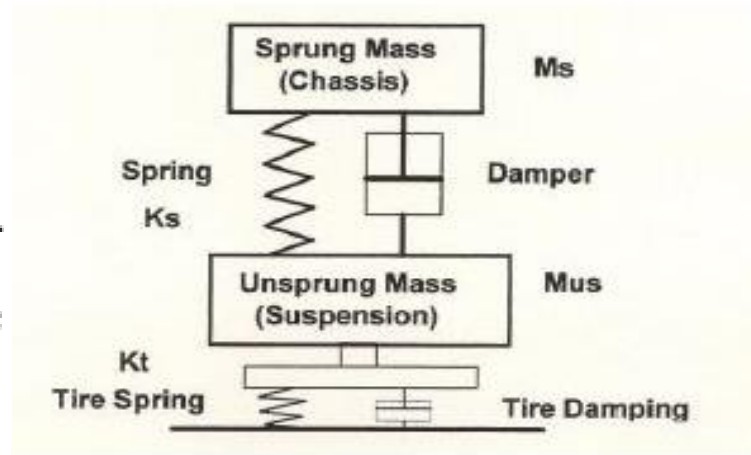 Sprung Mass
(Chassis)
Ms
Spring
Ks
Damper
Unsprung Mass
(Suspension)
Mus
Kt
Tire Spring
Tire Damping